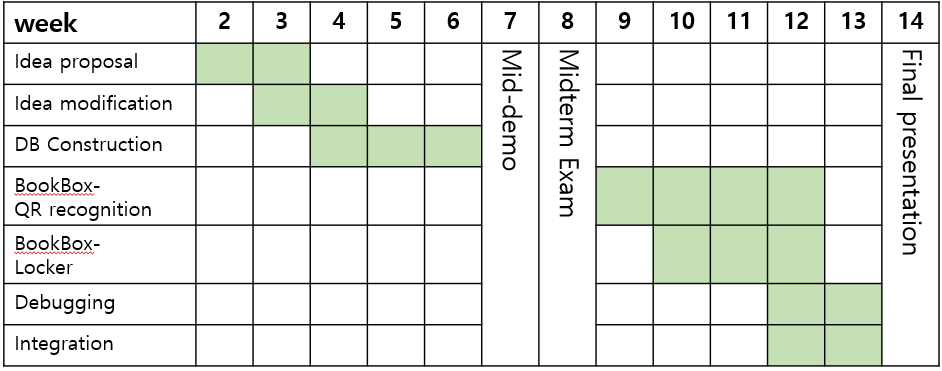 week 2 3 4 5 6 7 8 9 10 11 12 13 14
Idea proposal
Idea modification
DB Construction
BookBox-
QR recognition
BookBox-
Locker
Debugging
Integration
Mid-demo
Midterm Exam
Final presentation